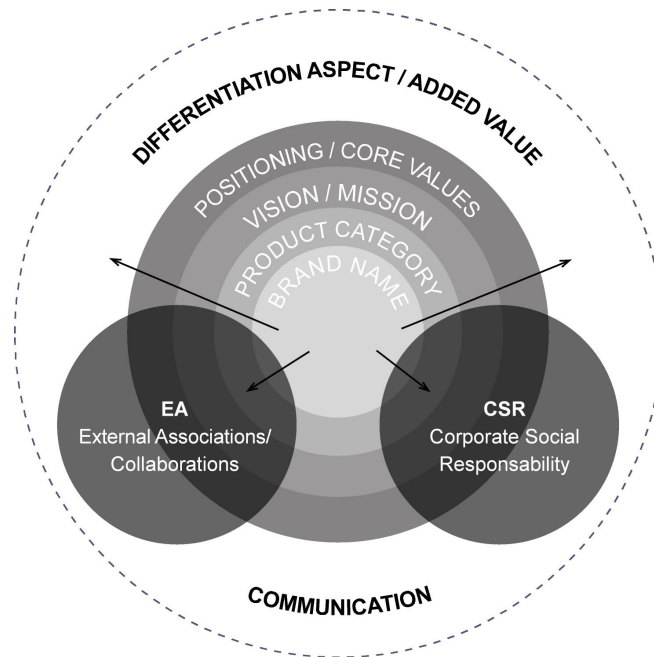 DIFFERENTIATION ASPECT / ADDED VALUE
POSITIONING / CORE VALUES
VISION / MISSION
PRODUCT CATEGORY
BRAND NAME
EA
External Associations/
Collaborations
CSR
Corporate Social
Responsability
COMMUNICATION